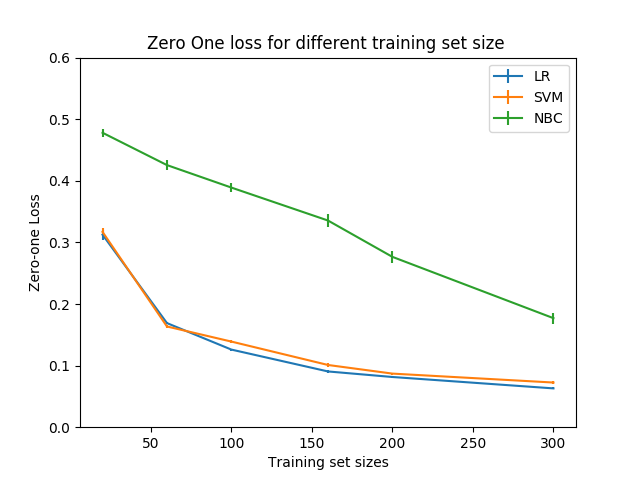 Zero One loss for different training set size
LR
SVM
NBC
0.6
0.5
0.4
0.3
0.2
0.1
0.0
Zero-one Loss
50
100
150
200
250
300
Training set sizes